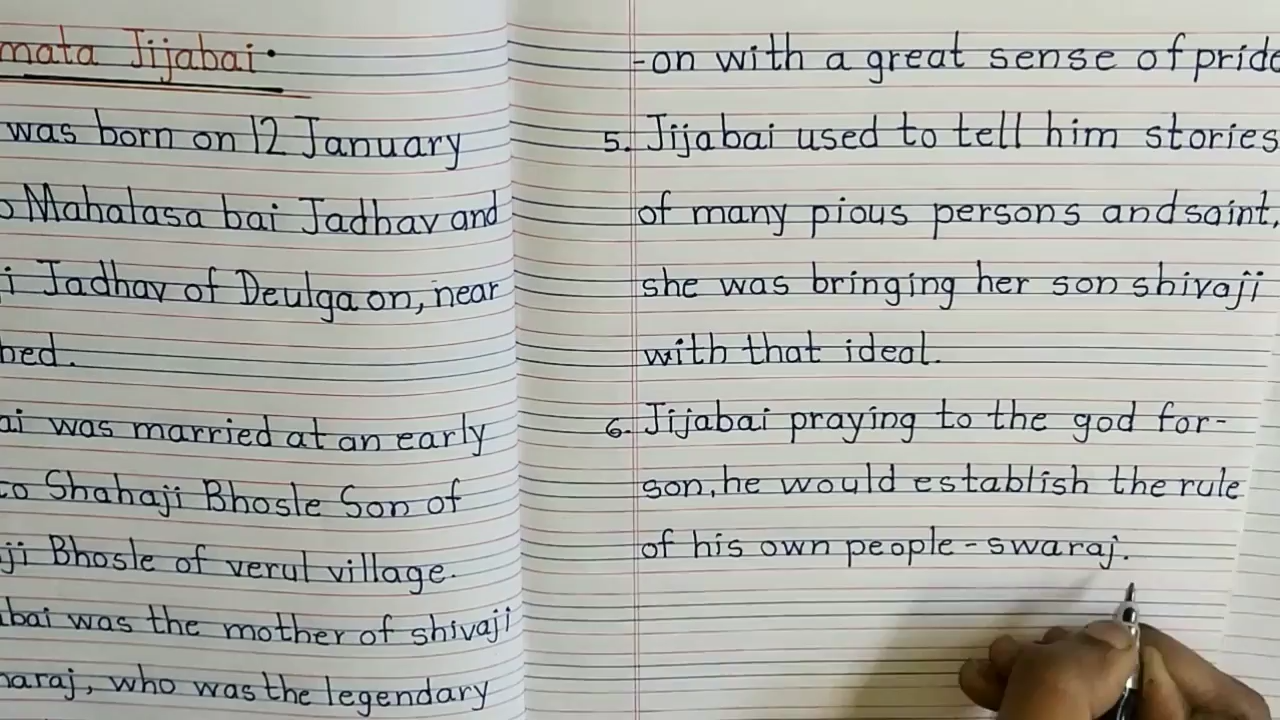 mata Jijabai.
was born on 12 January
Mahalasa bai Jadhav and
i Jadhav of Deulgaon, near
hed.
ai was married at an early
to Shahaji Bhosle Son of
ji Bhosle of verul village.
bai was the mother of shivaji
haraj, who was the legendary
-on with a great sense of pride
5. Jijabai used to tell him stories
of many pious persons and saint,
she was bringing her son shivaji
with that ideal.
6. Jijabai praying to the god for-
son, he would establish the rule
of his own people - swaraj.